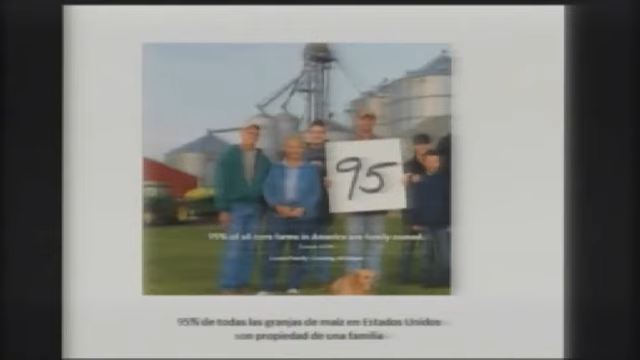 95
95% of all corn farms in America are family owned.
95% de todas las granjas de maíz en Estados Unidos
son propiedad de una familia